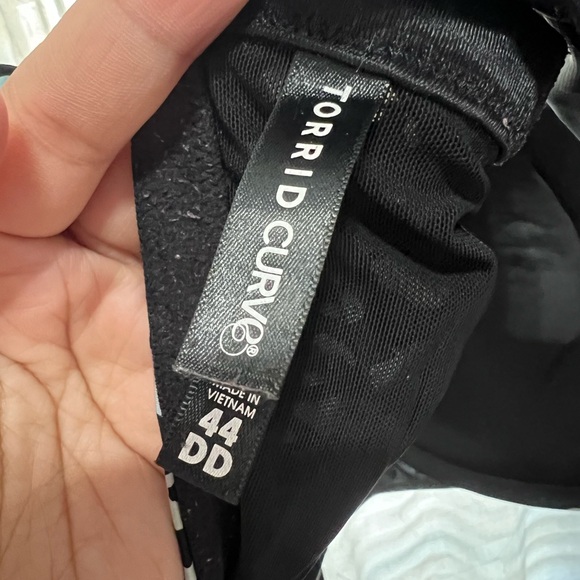 TORRID CURVE®
MADE IN
VIETNAM
44
DD